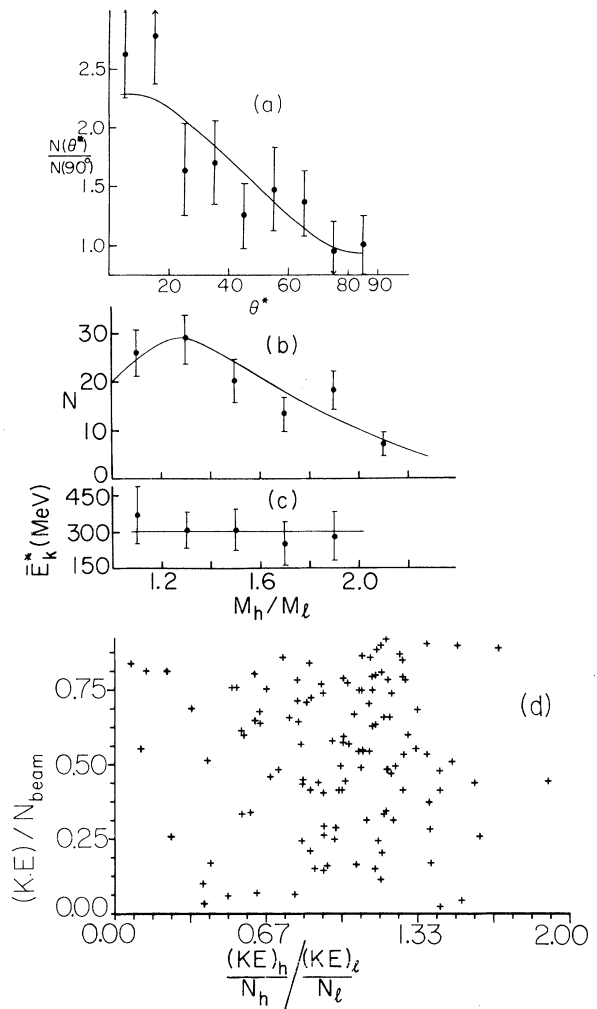 2.5
2.0
1.5
1.0
N(θ*)
N(90°)
(a)
20 40 60 80 90
θ*
30
20
10
0
N
(b)
450
300
150
Ē*k (MeV)
(c)
1.2 1.6 2.0
Mh/Mℓ
0.75
0.50
0.25
0.00
(K.E)/Nbeam
(d)
0.00 0.67 1.33 2.00
(KE)h / (KE)ℓ
Nh / Nℓ